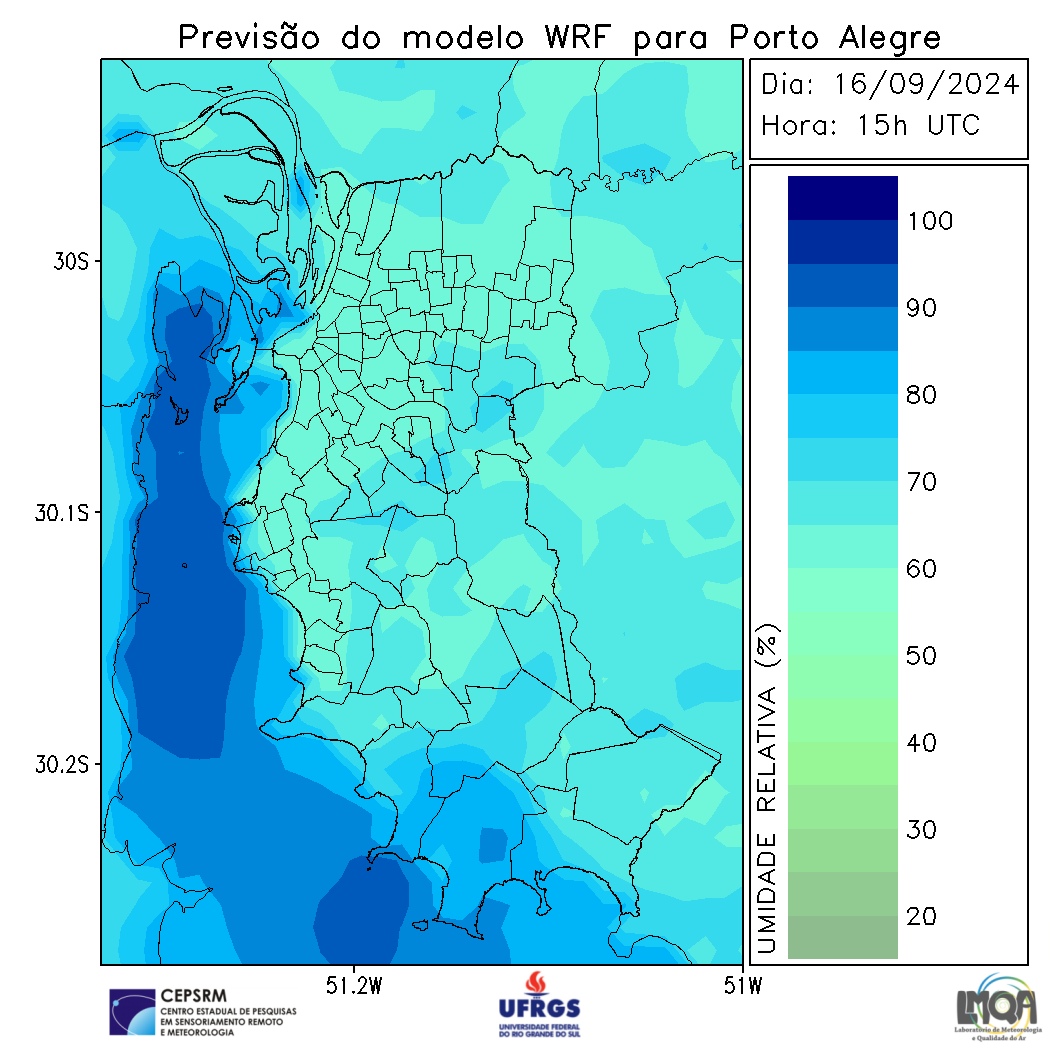 Previsão do modelo WRF para Porto Alegre
Dia: 16/09/2024
Hora: 15h UTC
30S
30.1S
30.2S
51.2W
51W
UMIDADE RELATIVA (%)
100
90
80
70
60
50
40
30
20
CEPSRM
CENTRO ESTADUAL DE PESQUISAS
EM SENSORIAMENTO REMOTO
E METEOROLOGIA
UFRGS
UNIVERSIDADE FEDERAL
DO RIO GRANDE DO SUL
LMQA
Laboratório de Meteorologia
e Qualidade do Ar